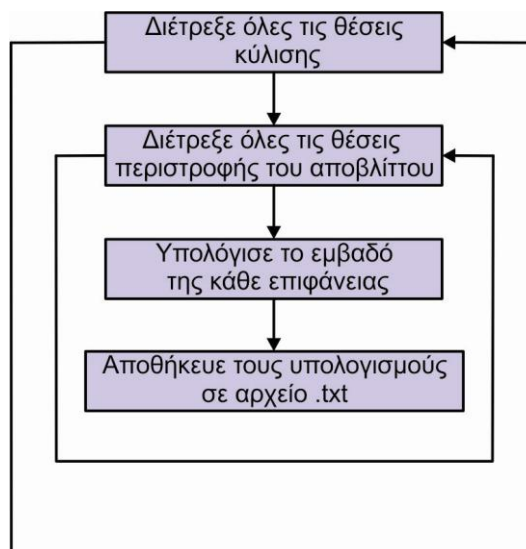 Διέτρεξε όλες τις θέσεις
κύλισης
Διέτρεξε όλες τις θέσεις
περιστροφής του αποβλίττου
Υπολόγισε το εμβαδό
της κάθε επιφάνειας
Αποθήκευε τους υπολογισμούς
σε αρχείο .txt